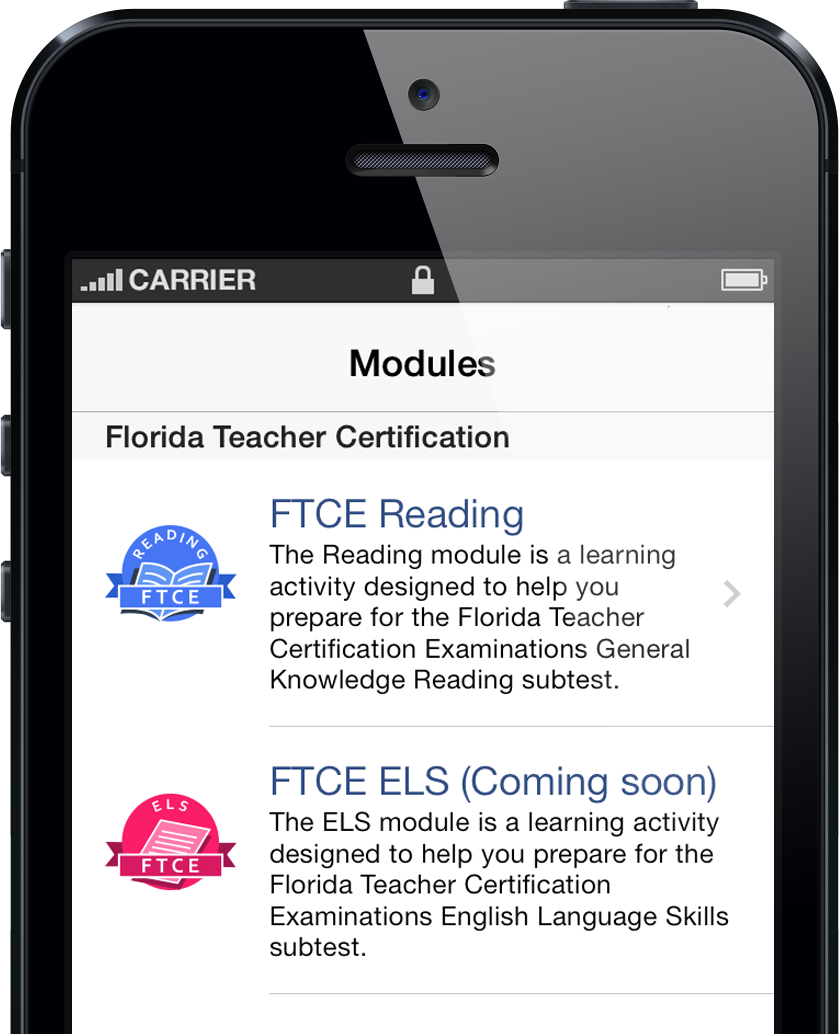 CARRIER
Modules
Florida Teacher Certification
READING
FTCE
FTCE Reading
The Reading module is a learning
activity designed to help you
prepare for the Florida Teacher
Certification Examinations General
Knowledge Reading subtest.
ELS
FTCE
FTCE ELS (Coming soon)
The ELS module is a learning activity
designed to help you prepare for the
Florida Teacher Certification
Examinations English Language Skills
subtest.